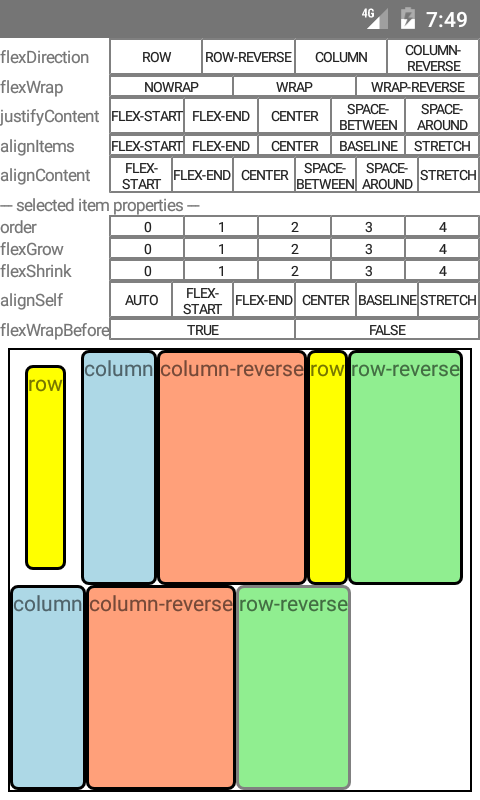 4G 7:49
flexDirection ROW ROW-REVERSE COLUMN COLUMN-REVERSE
flexWrap NOWRAP WRAP WRAP-REVERSE
justifyContent FLEX-START FLEX-END CENTER SPACE-BETWEEN SPACE-AROUND
alignItems FLEX-START FLEX-END CENTER BASELINE STRETCH
alignContent FLEX-START FLEX-END CENTER SPACE-BETWEEN SPACE-AROUND STRETCH
— selected item properties —
order 0 1 2 3 4
flexGrow 0 1 2 3 4
flexShrink 0 1 2 3 4
alignSelf AUTO FLEX-START FLEX-END CENTER BASELINE STRETCH
flexWrapBefore TRUE FALSE
row column column-reverse row row-reverse
column column-reverse row-reverse